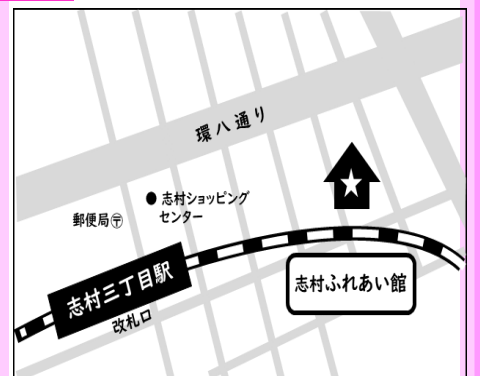 環八通り
志村ショッピング
センター
郵便局〒
志村三丁目駅
改札口
志村ふれあい館